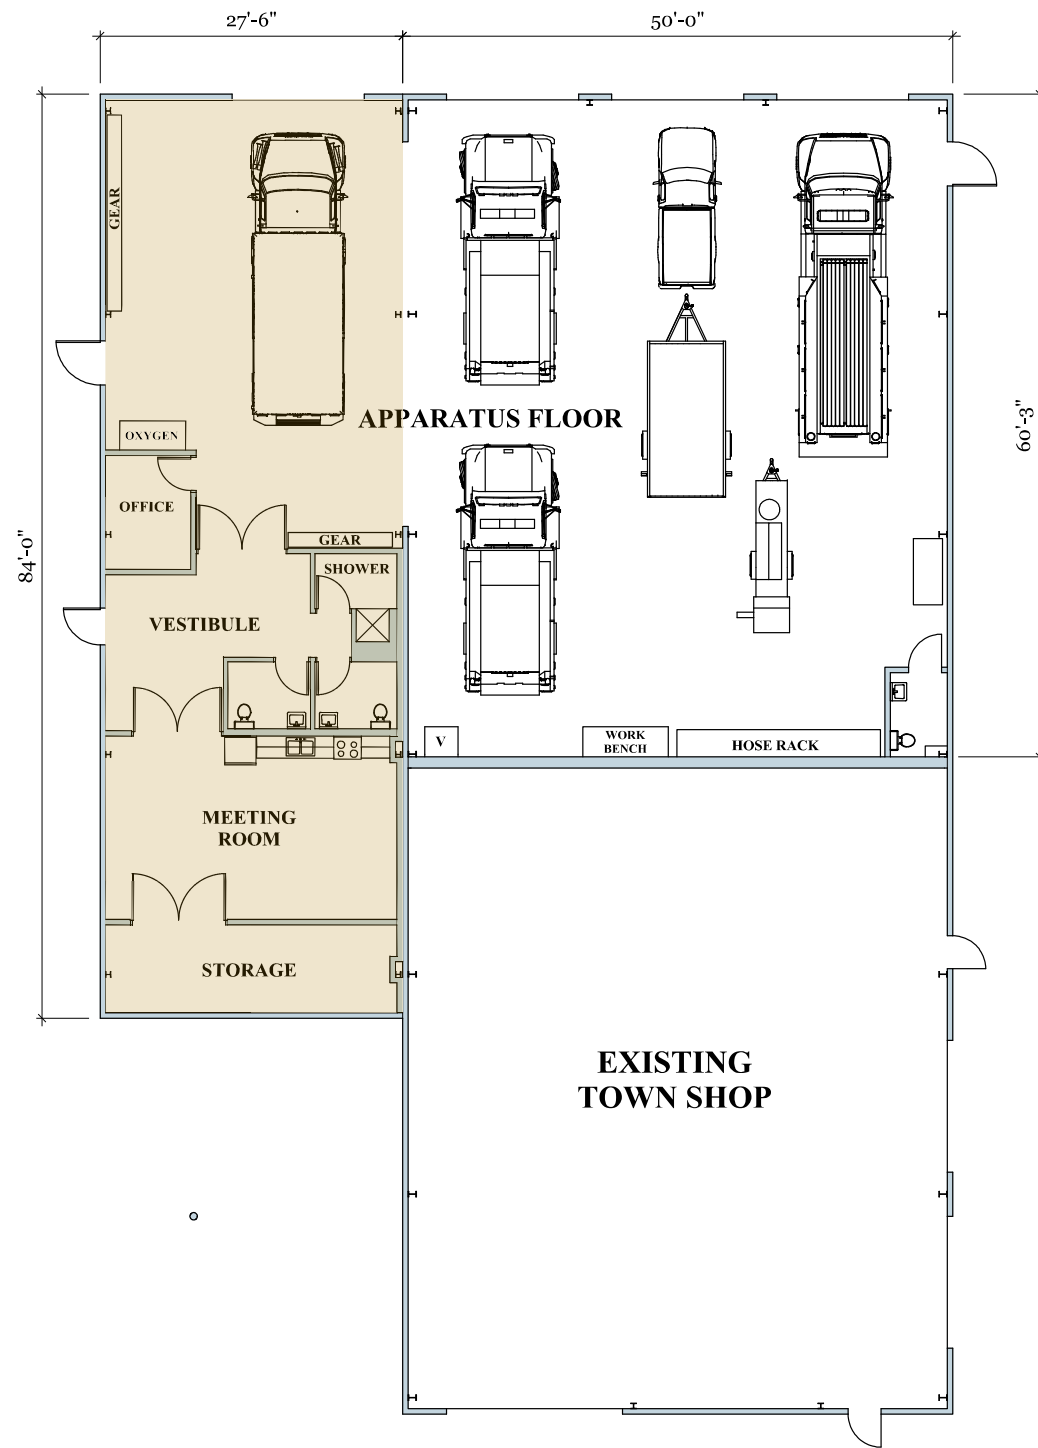 27'-6"
50'-0"
GEAR
60'-3"
APPARATUS FLOOR
OXYGEN
OFFICE
84'-0"
GEAR
SHOWER
VESTIBULE
V
WORK
BENCH
HOSE RACK
MEETING
ROOM
STORAGE
EXISTING
TOWN SHOP